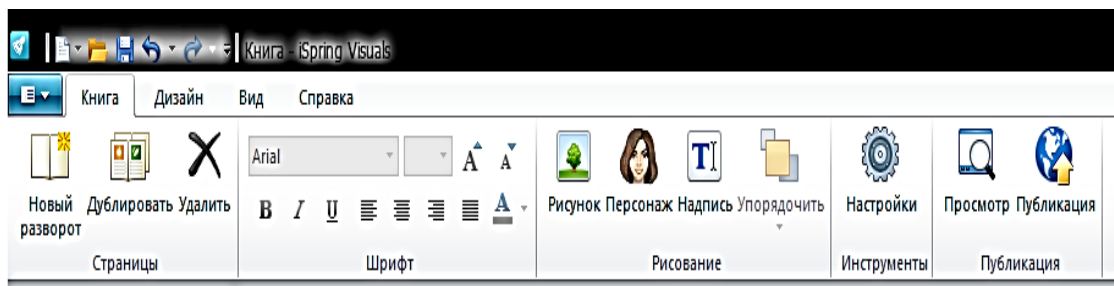 Книга - iSpring Visuals
Книга Дизайн Вид Справка
Arial
Новый разворот Дублировать Удалить
Рисунок Персонаж Надпись Упорядочить
Настройки
Просмотр Публикация
Страницы Шрифт Рисование Инструменты Публикация